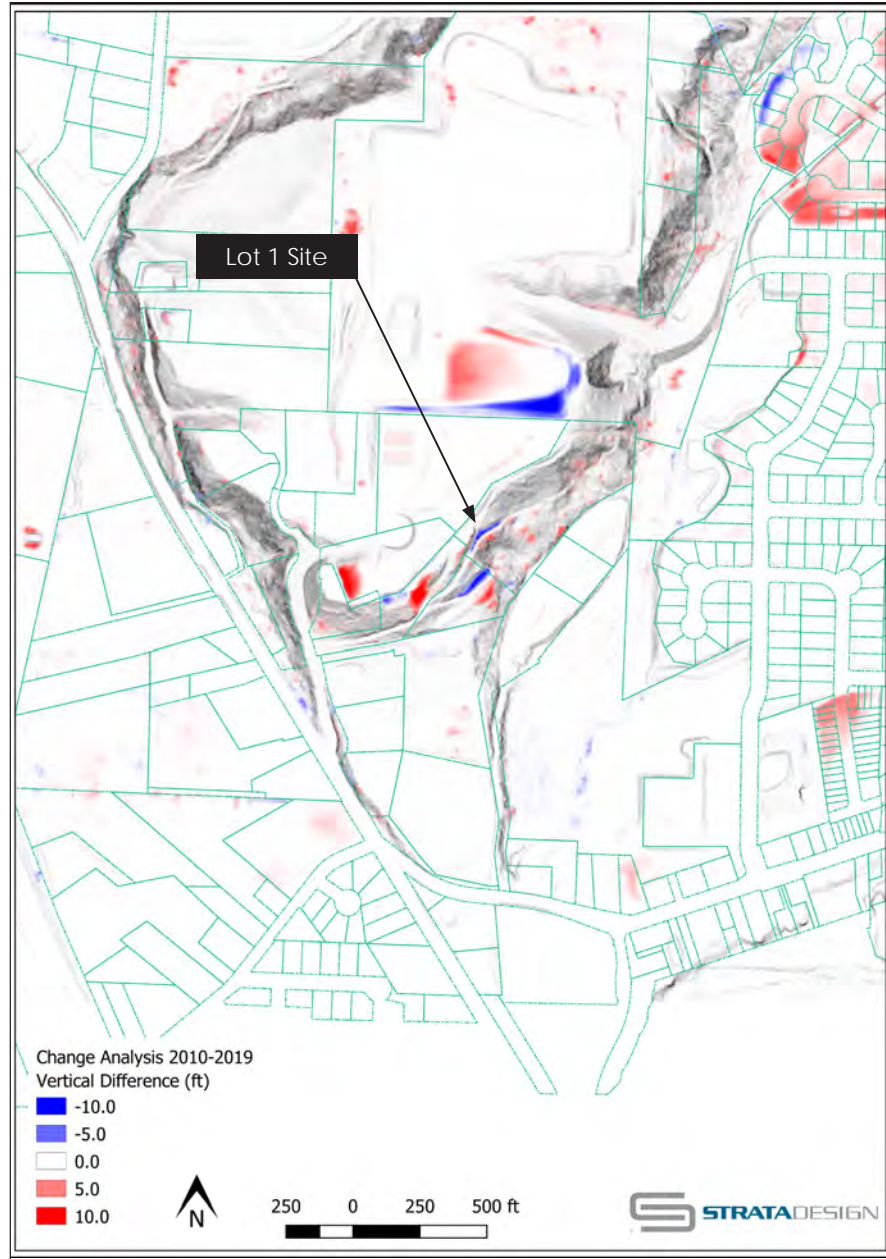 Lot 1 Site
Change Analysis 2010-2019
Vertical Difference (ft)
-10.0
-5.0
0.0
5.0
10.0
N
250 0 250 500 ft
STRATADESIGN